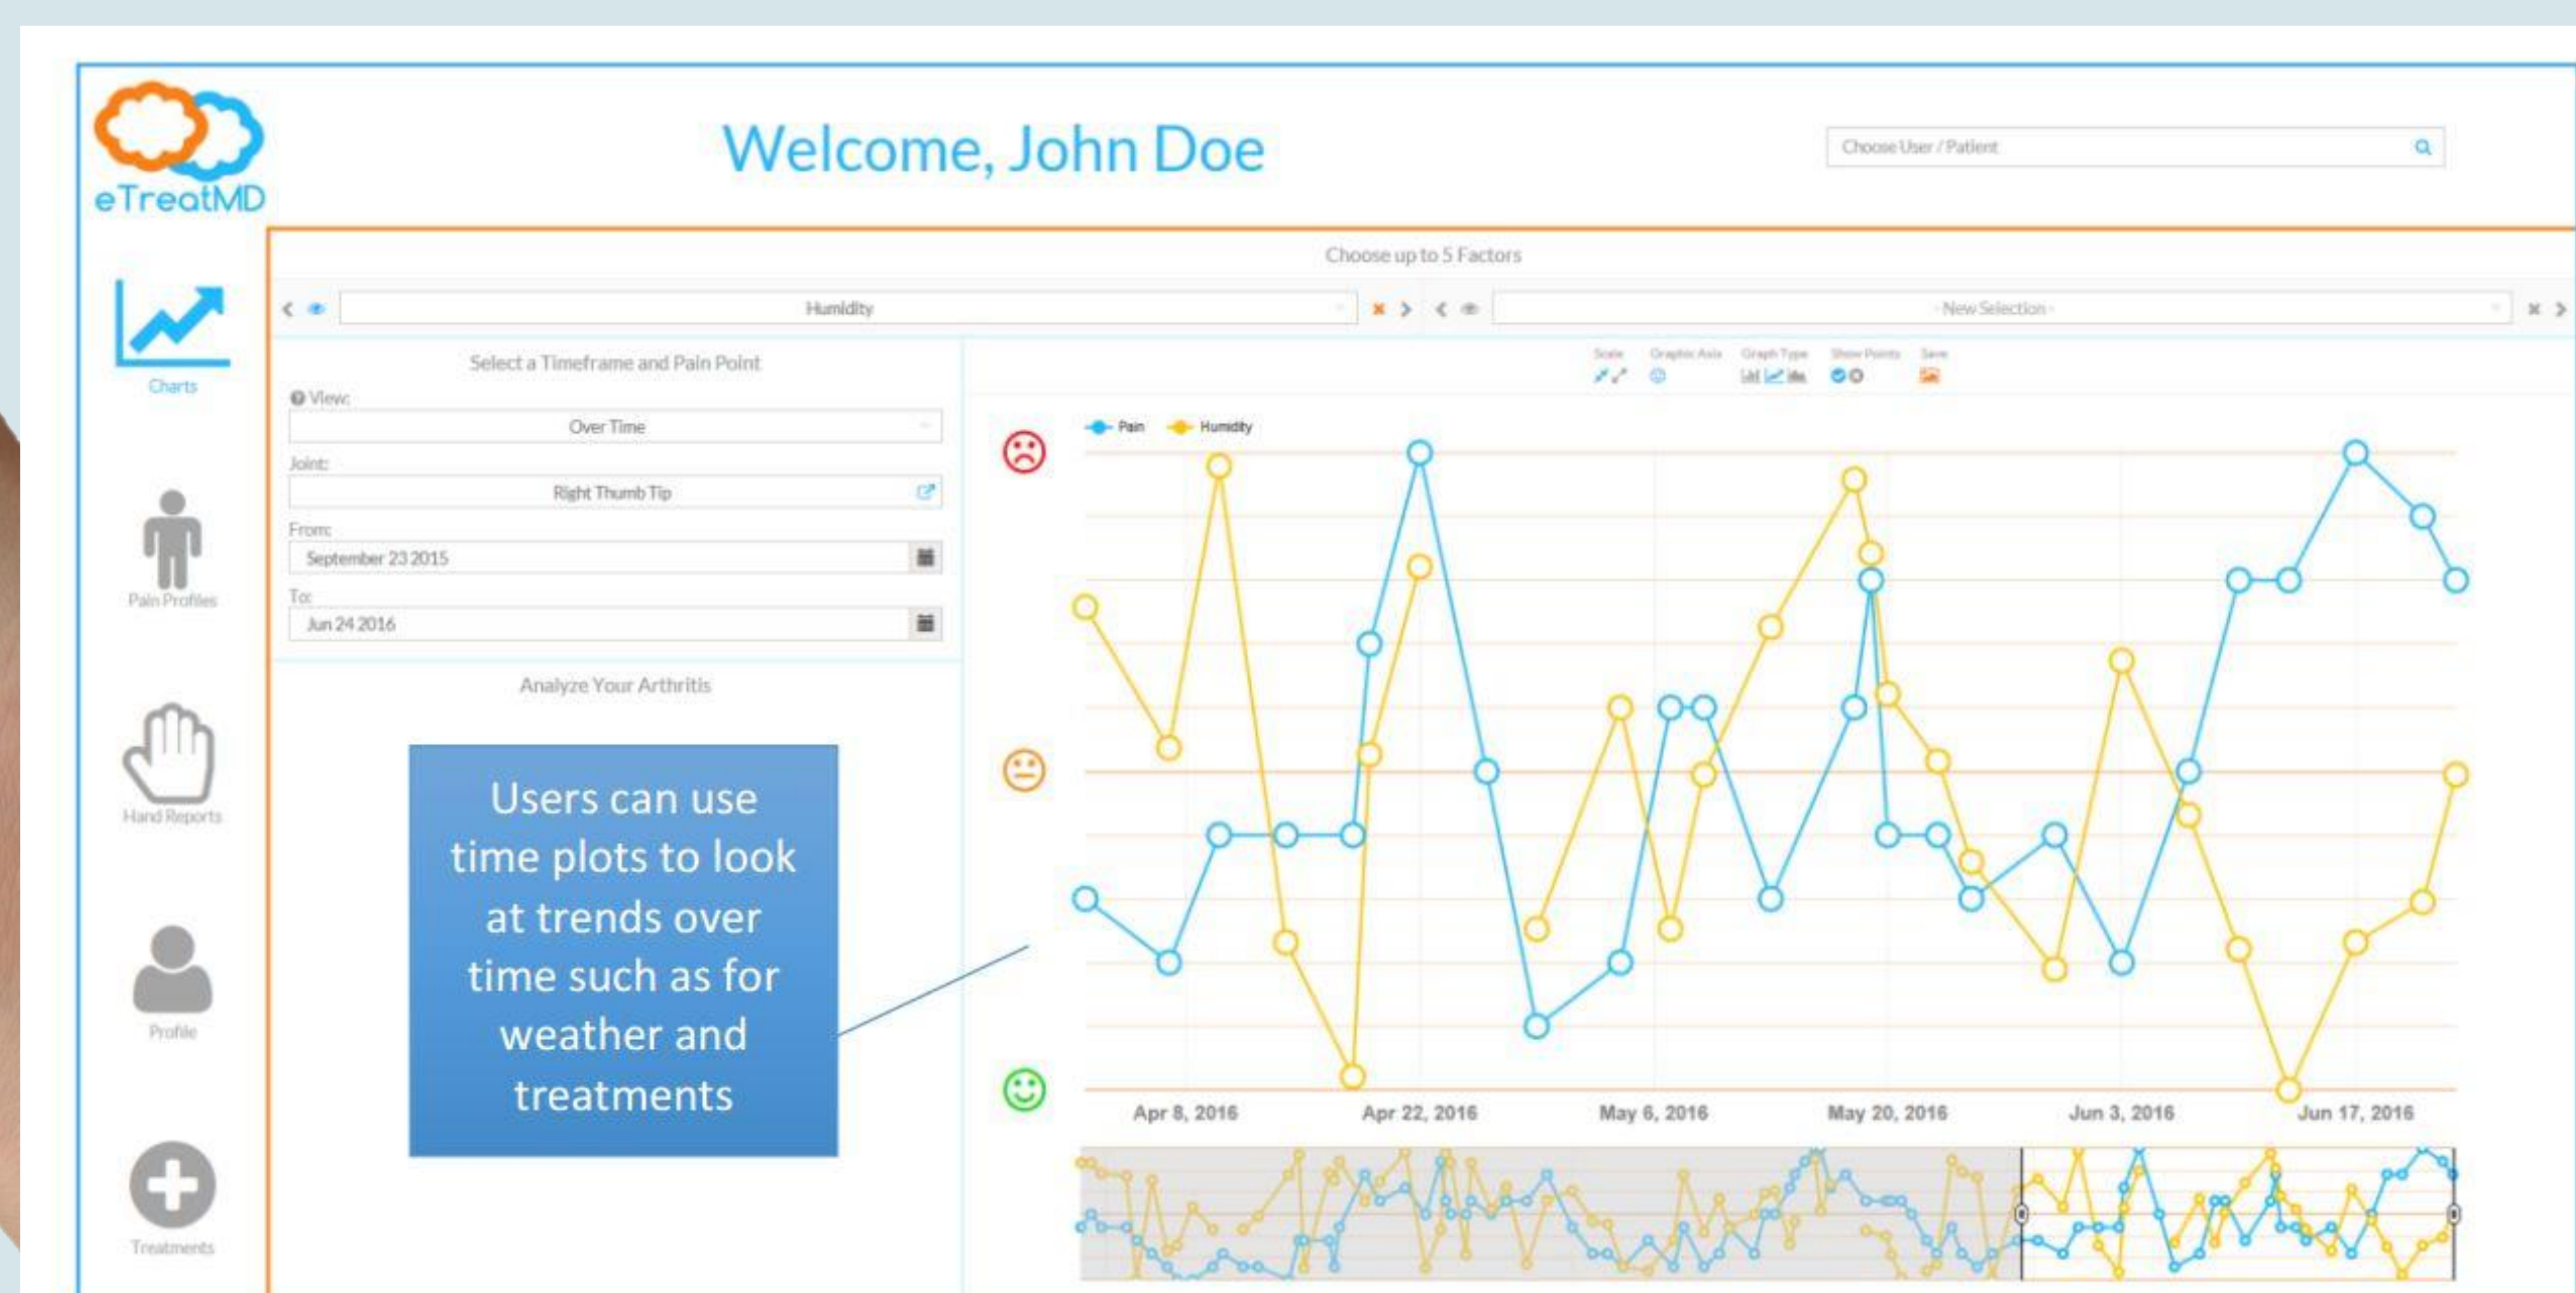 eTreatMD
Welcome, John Doe
Choose User / Patient
Choose up to 5 Factors
Humidity
- New Selection -
Charts
Select a Timeframe and Pain Point
View:
Over Time
Joint:
Right Thumb Tip
From:
September 23 2015
To:
Jun 24 2016
Scale Graphic Axis Graph Type Show Points Save
Pain Humidity
Pain Profiles
Analyze Your Arthritis
Users can use
time plots to look
at trends over
time such as for
weather and
treatments
Hand Reports
Profile
Treatments
Apr 8, 2016 Apr 22, 2016 May 6, 2016 May 20, 2016 Jun 3, 2016 Jun 17, 2016